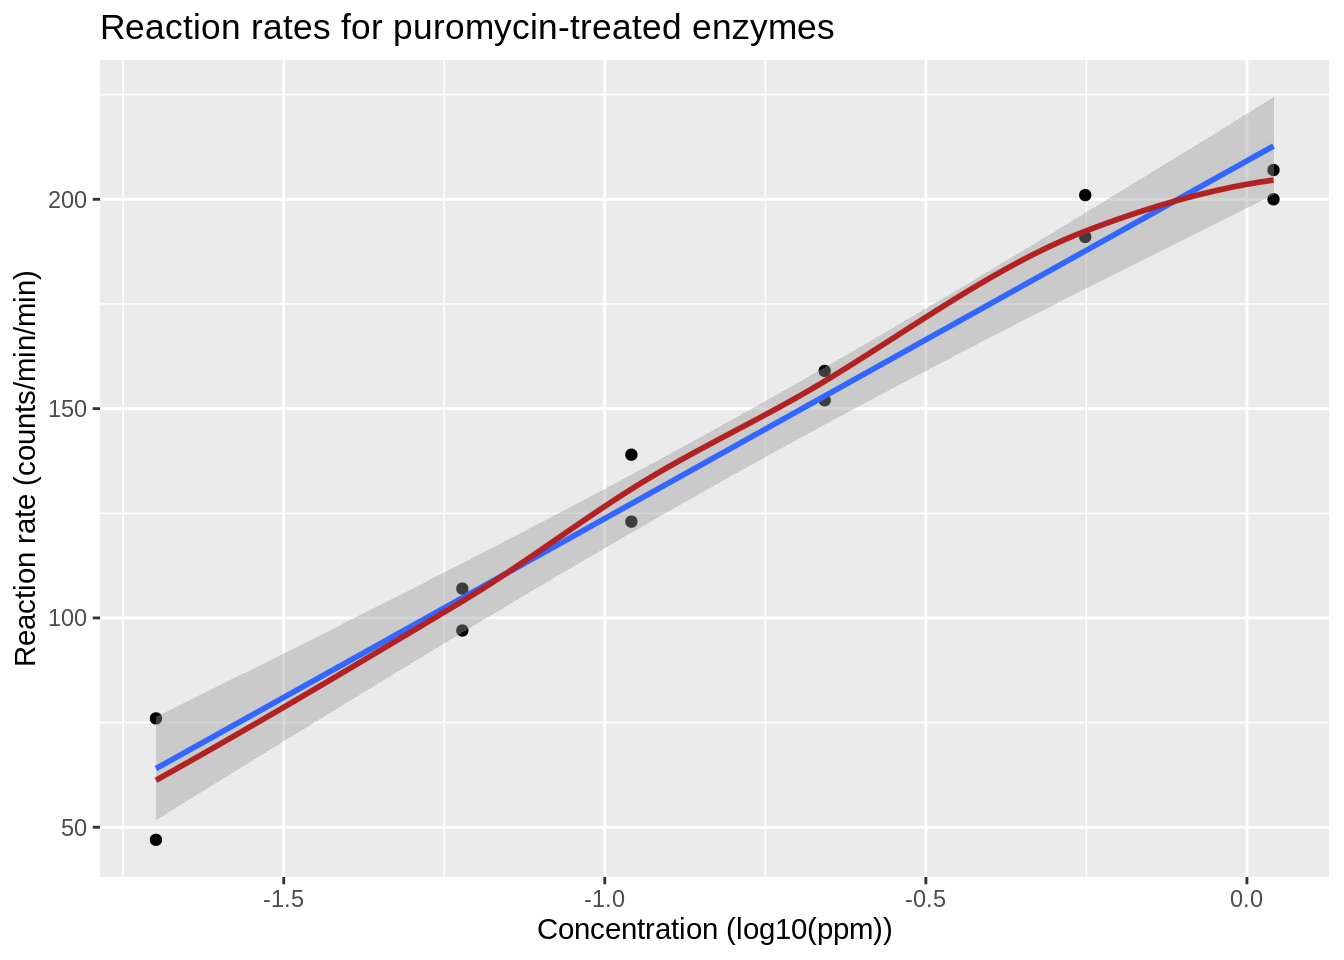 Reaction rates for puromycin-treated enzymes
Reaction rate (counts/min/min)
200
150
100
50
-1.5
-1.0
-0.5
0.0
Concentration (log10(ppm))